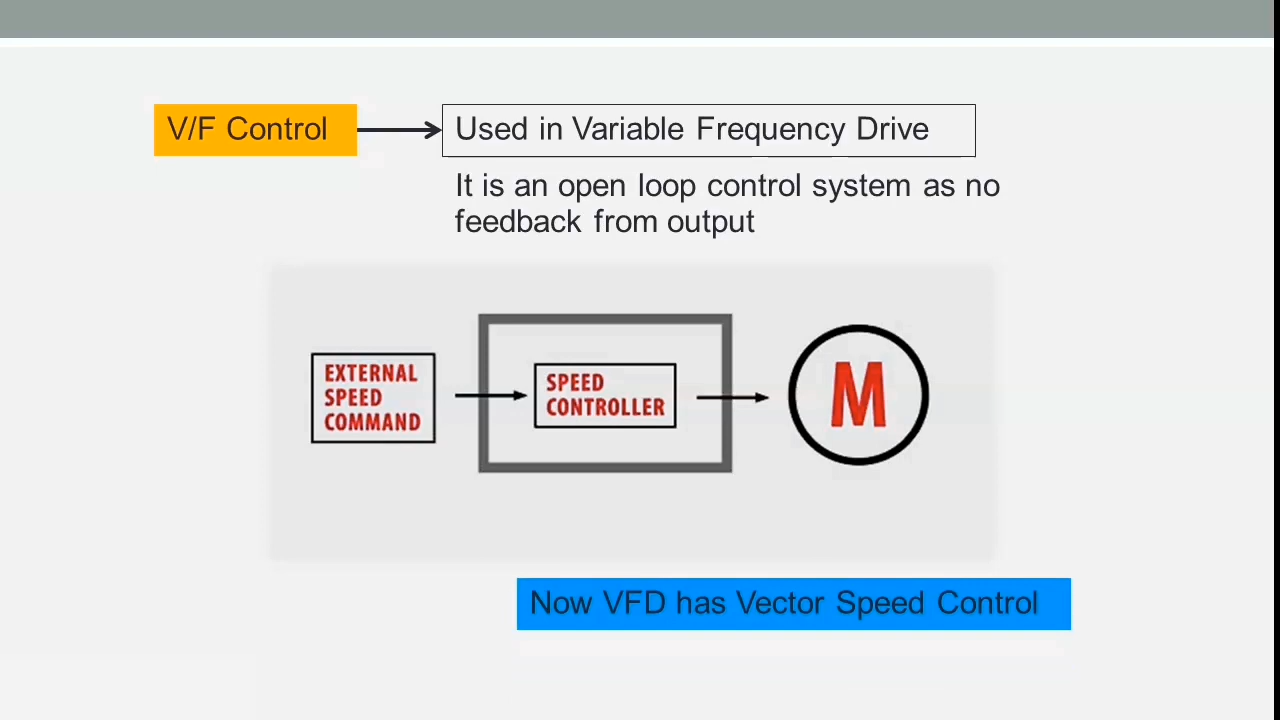 V/F Control
Used in Variable Frequency Drive
It is an open loop control system as no
feedback from output
EXTERNAL
SPEED
COMMAND
SPEED
CONTROLLER
M
Now VFD has Vector Speed Control